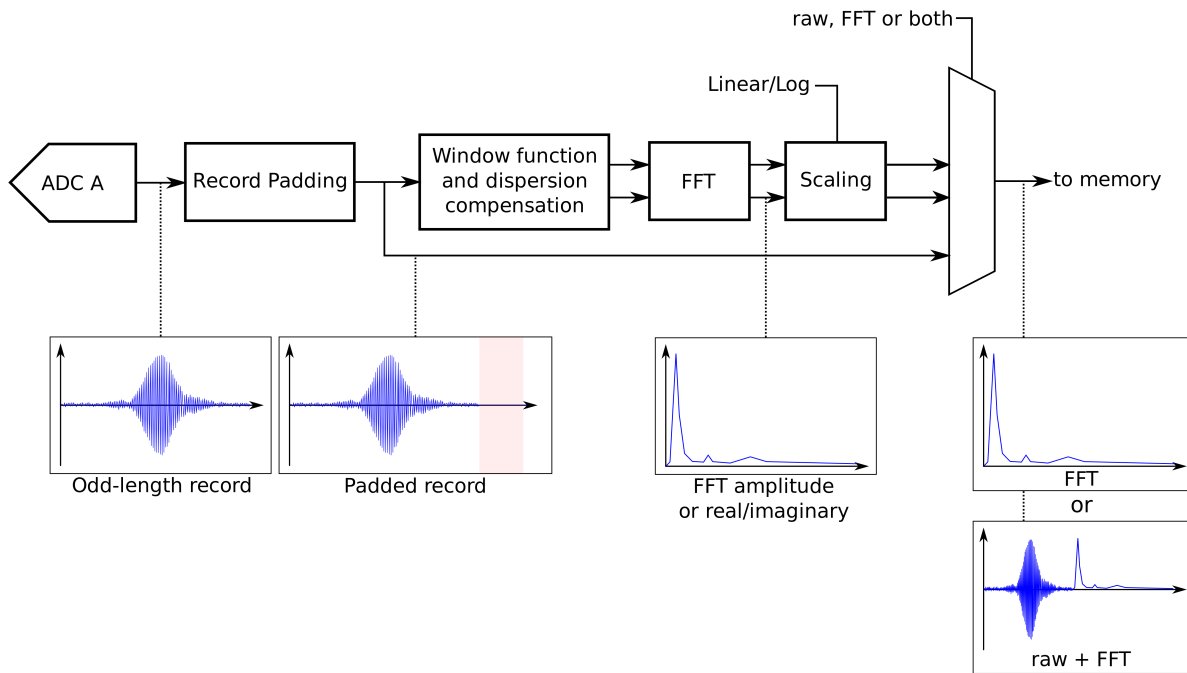 raw, FFT or both
Linear/Log
ADC A
Record Padding
Window function
and dispersion
compensation
FFT
Scaling
to memory
Odd-length record
Padded record
FFT amplitude
or real/imaginary
FFT
or
raw + FFT